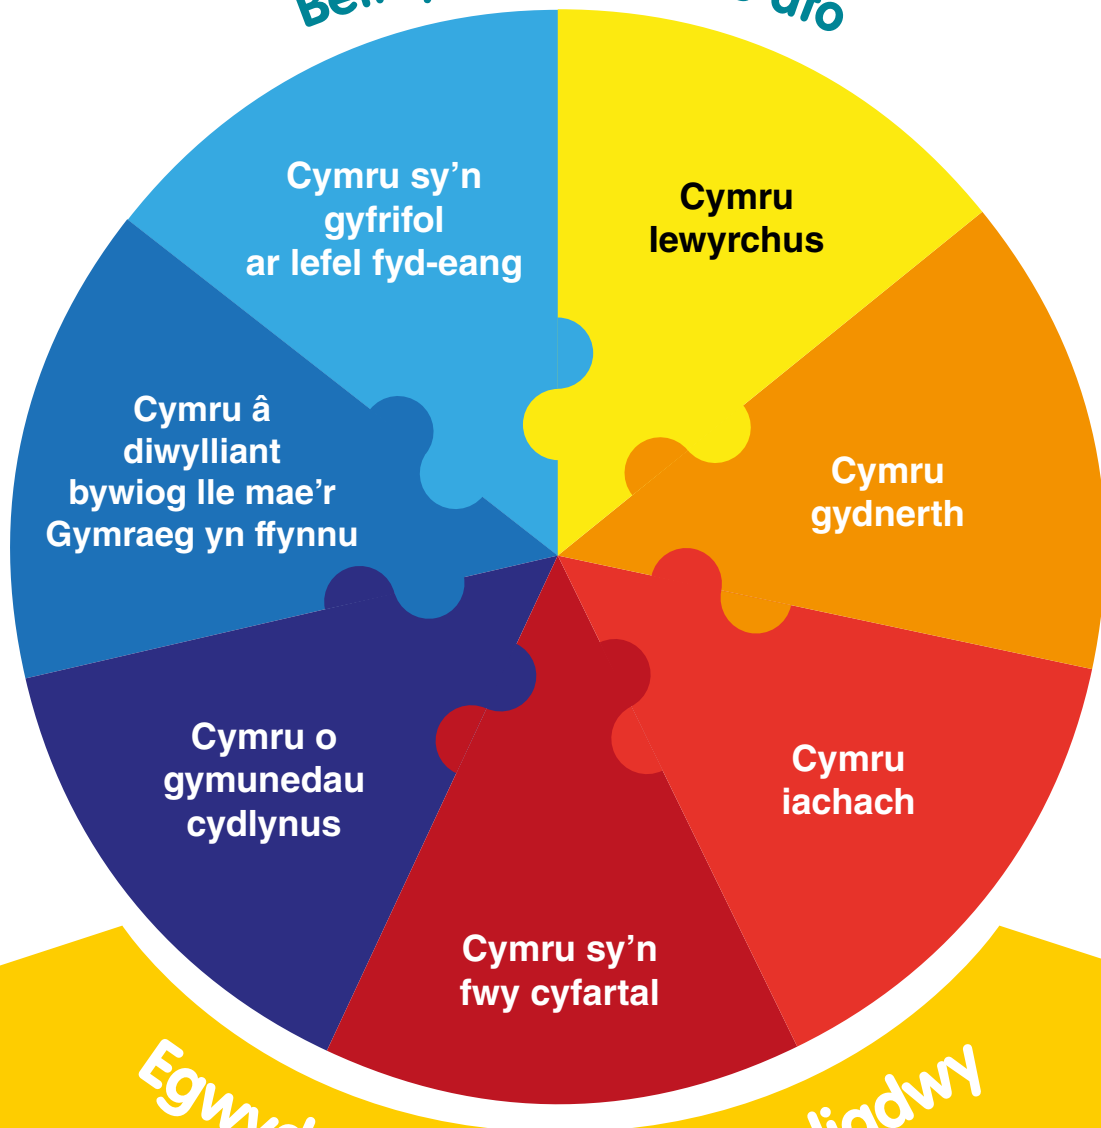 Cymru sy’n
gyfrifol
ar lefel fyd-eang
Cymru
lewyrchus
Cymru
gydnerth
Cymru
iachach
Cymru sy’n
fwy cyfartal
Cymru o
gymunedau
cydlynus
Cymru â
diwylliant
bywiog lle mae’r
Gymraeg yn ffynnu